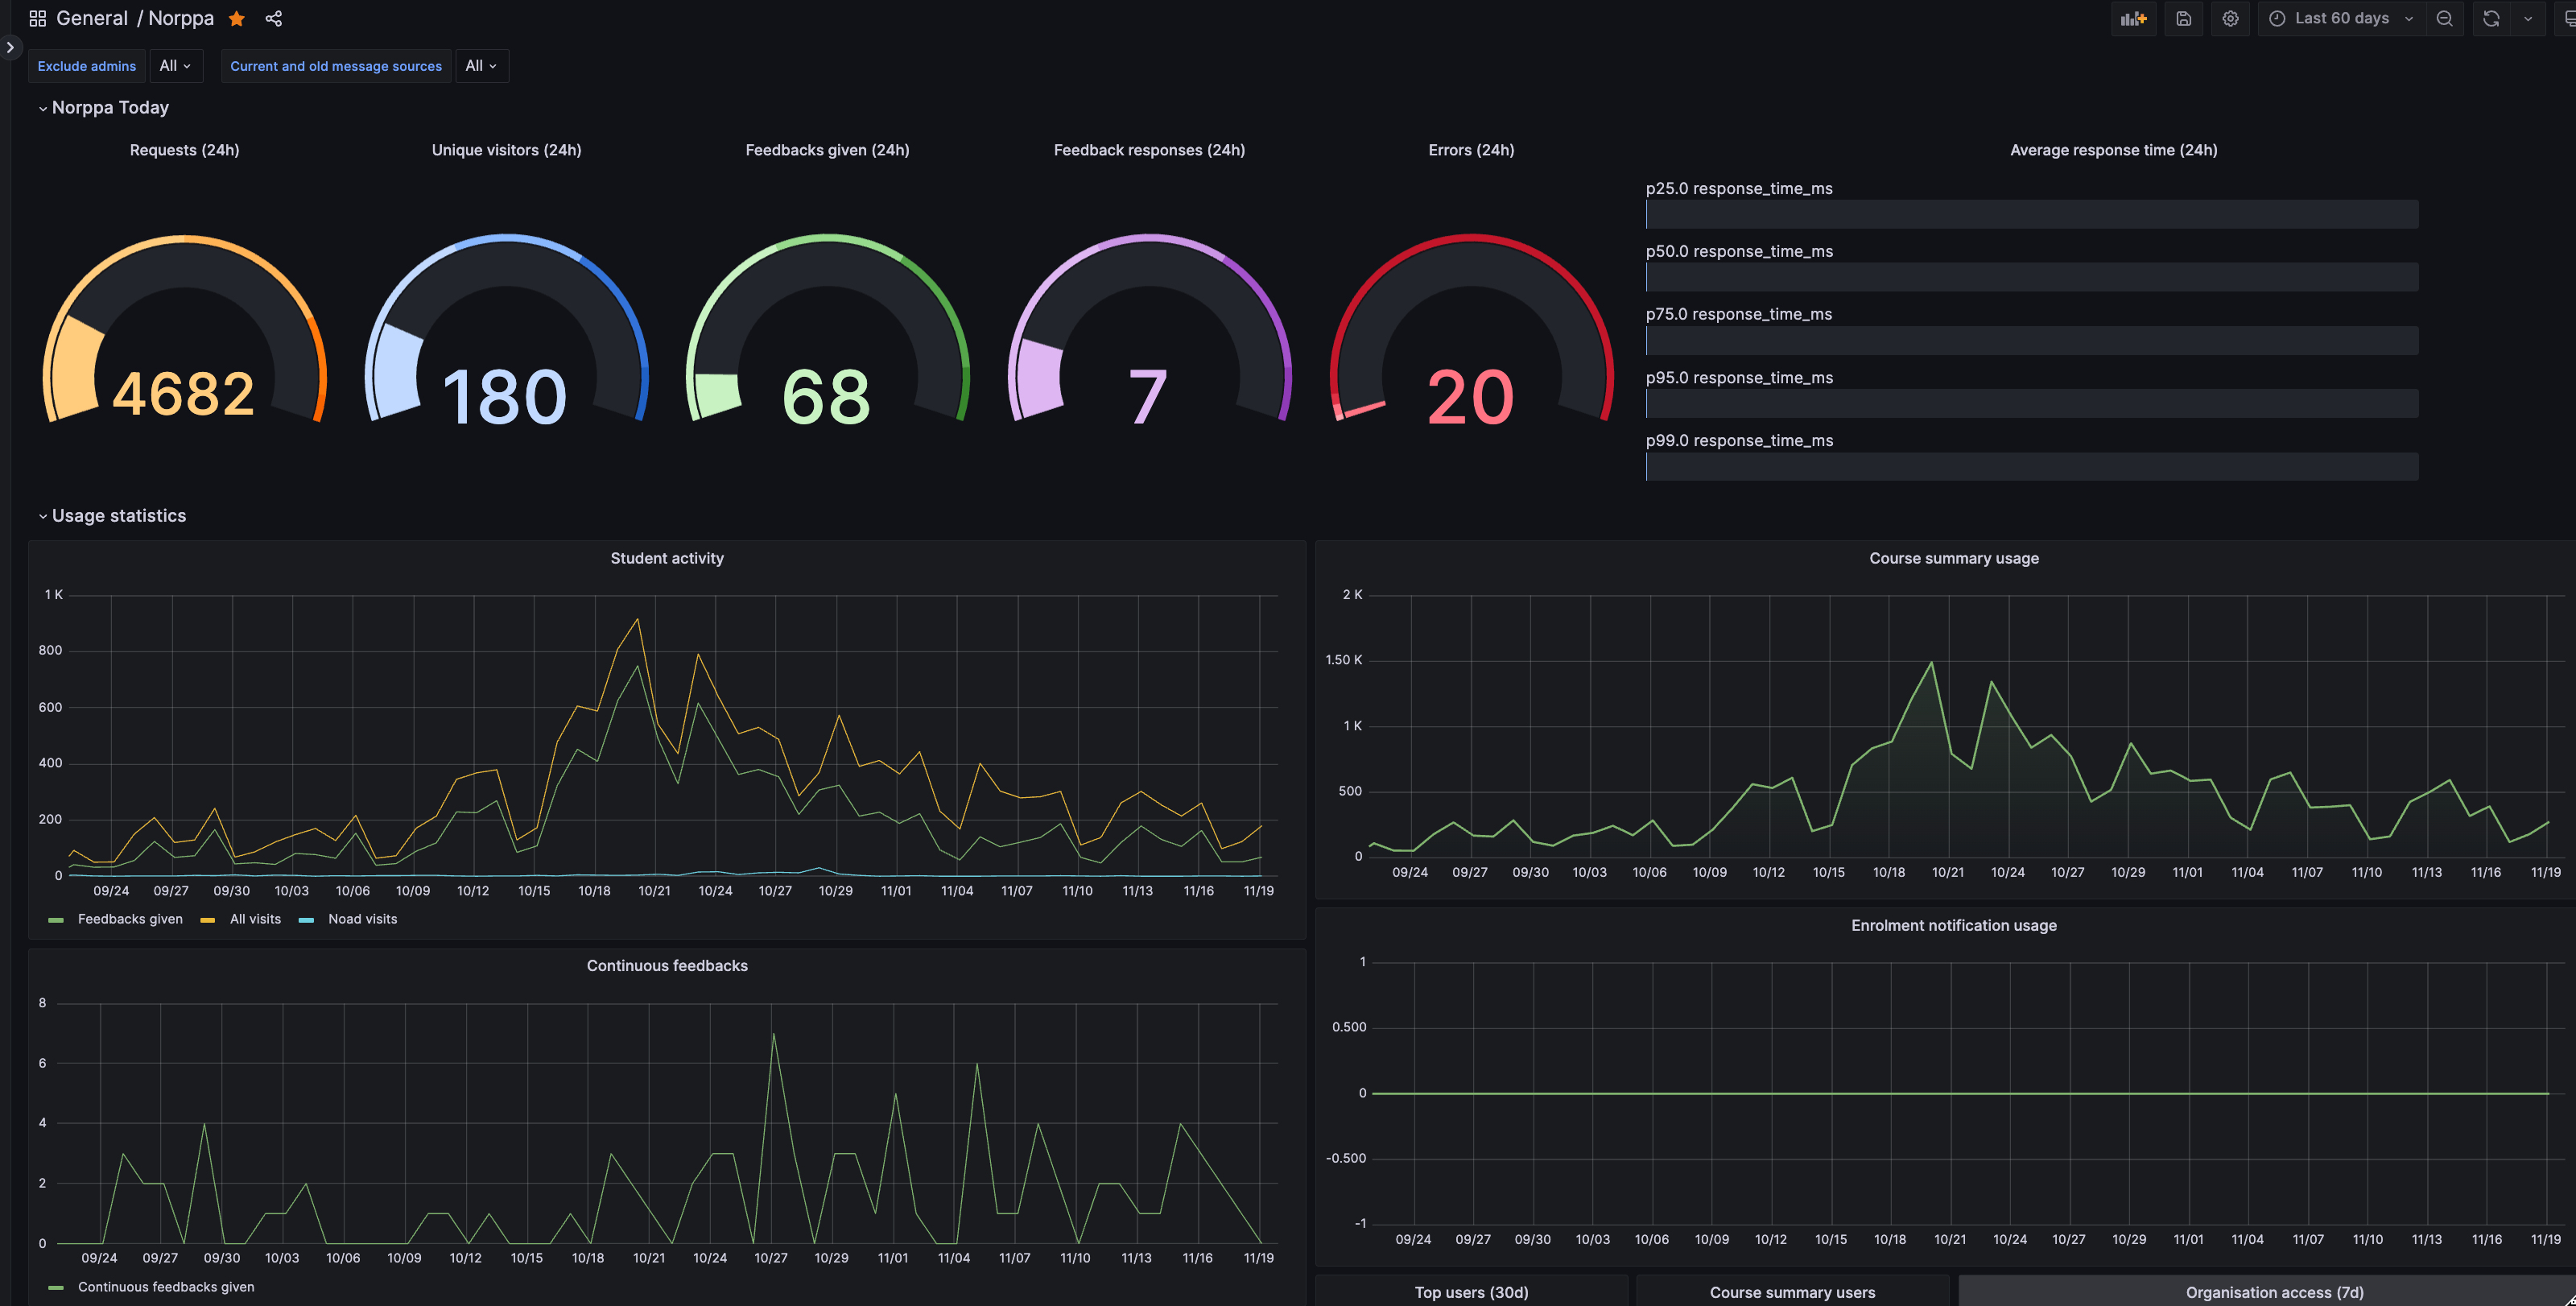 General / Norppa
Last 60 days
Exclude admins All Current and old message sources All
Norppa Today
Requests (24h)
4682
Unique visitors (24h)
180
Feedbacks given (24h)
68
Feedback responses (24h)
7
Errors (24h)
20
Average response time (24h)
p25.0 response_time_ms
p50.0 response_time_ms
p75.0 response_time_ms
p95.0 response_time_ms
p99.0 response_time_ms
Usage statistics
Student activity
1 K
800
600
400
200
0
09/24 09/27 09/30 10/03 10/06 10/09 10/12 10/15 10/18 10/21 10/24 10/27 10/29 11/01 11/04 11/07 11/10 11/13 11/16 11/19
Feedbacks given All visits Noad visits
Course summary usage
2 K
1.50 K
1 K
500
0
09/24 09/27 09/30 10/03 10/06 10/09 10/12 10/15 10/18 10/21 10/24 10/27 10/29 11/01 11/04 11/07 11/10 11/13 11/16 11/19
Continuous feedbacks
8
6
4
2
0
09/24 09/27 09/30 10/03 10/06 10/09 10/12 10/15 10/18 10/21 10/24 10/27 10/29 11/01 11/04 11/07 11/10 11/13 11/16 11/19
Continuous feedbacks given
Enrolment notification usage
1
0.500
0
-0.500
-1
09/24 09/27 09/30 10/03 10/06 10/09 10/12 10/15 10/18 10/21 10/24 10/27 10/29 11/01 11/04 11/07 11/10 11/13 11/16 11/19
Top users (30d) Course summary users Organisation access (7d)